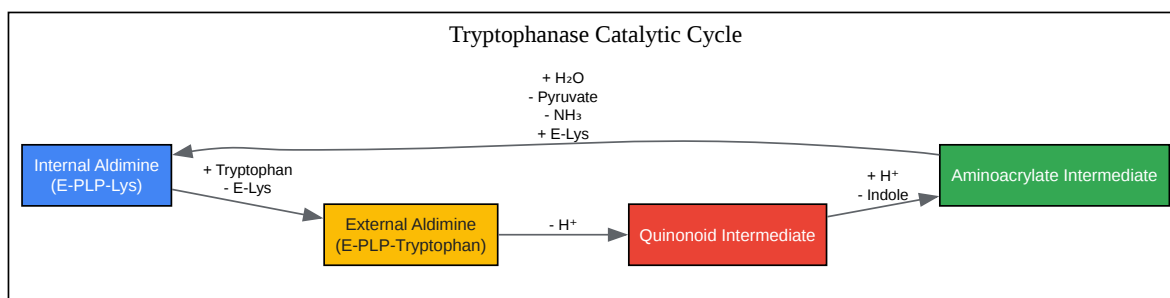 Tryptophanase Catalytic Cycle
+ H₂O
- Pyruvate
- NH₃
+ E-Lys
Internal Aldimine
(E-PLP-Lys)
+ Tryptophan
- E-Lys
External Aldimine
(E-PLP-Tryptophan)
- H⁺
Quinonoid Intermediate
+ H⁺
- Indole
Aminoacrylate Intermediate